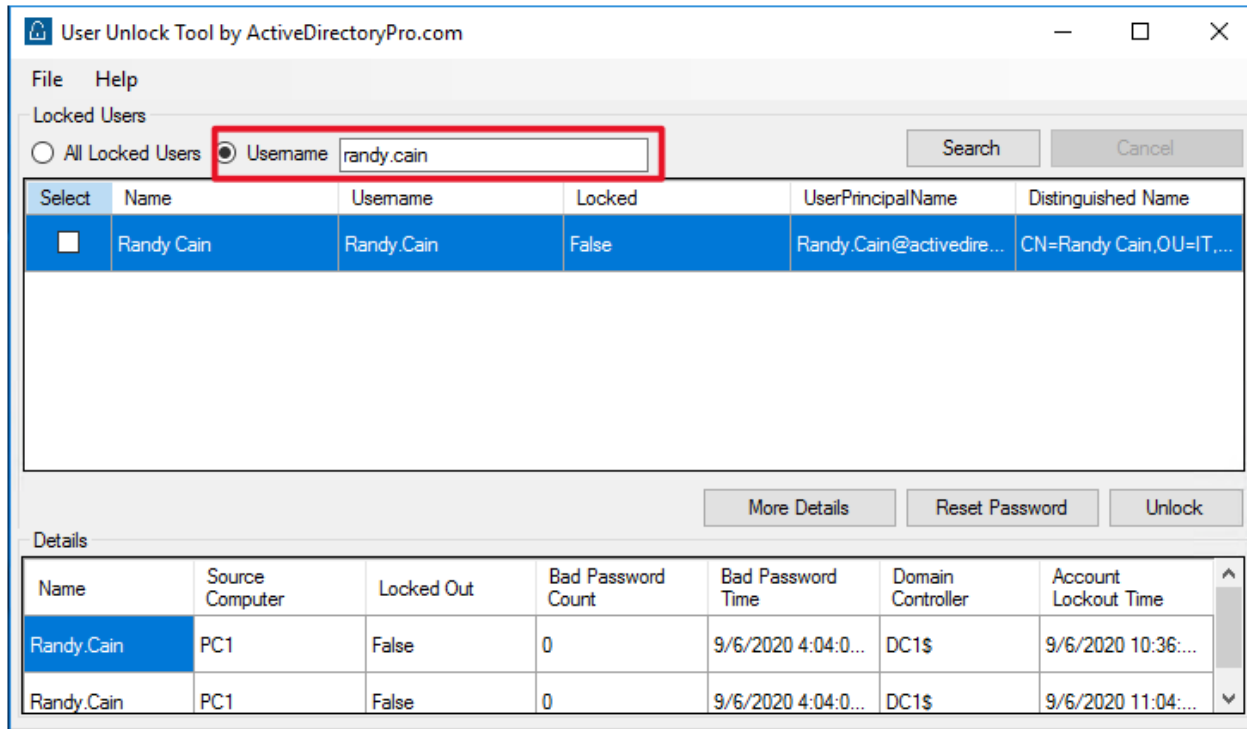 User Unlock Tool by ActiveDirectoryPro.com
File Help
Locked Users
All Locked Users Username randy.cain Search Cancel
Select Name Username Locked UserPrincipalName Distinguished Name
Randy Cain Randy.Cain False Randy.Cain@activedire... CN=Randy Cain,OU=IT,...
More Details Reset Password Unlock
Details
Name Source Computer Locked Out Bad Password Count Bad Password Time Domain Controller Account Lockout Time
Randy.Cain PC1 False 0 9/6/2020 4:04:0... DC1$ 9/6/2020 10:36:...
Randy.Cain PC1 False 0 9/6/2020 4:04:0... DC1$ 9/6/2020 11:04:...